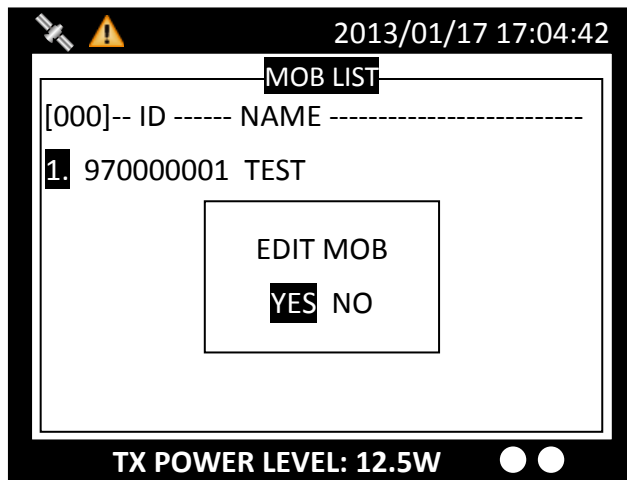 2013/01/17 17:04:42
MOB LIST
[000]-- ID ------ NAME --------------------------
1. 970000001 TEST
EDIT MOB
YES NO
TX POWER LEVEL: 12.5W